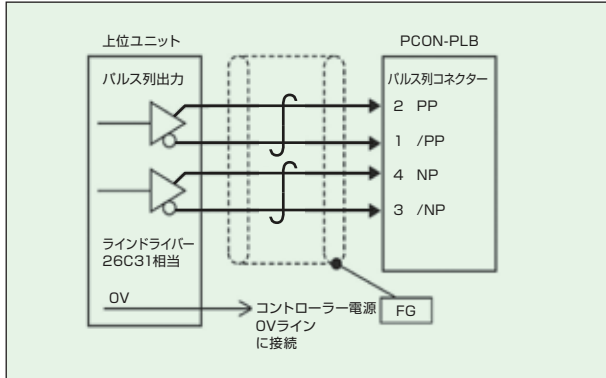 上位ユニット
PCON-PLB
パルス列出力
パルス列コネクター
2 PP
1 /PP
4 NP
3 /NP
ラインドライバー
26C31相当
0V
コントローラー電源
0Vライン
に接続
FG